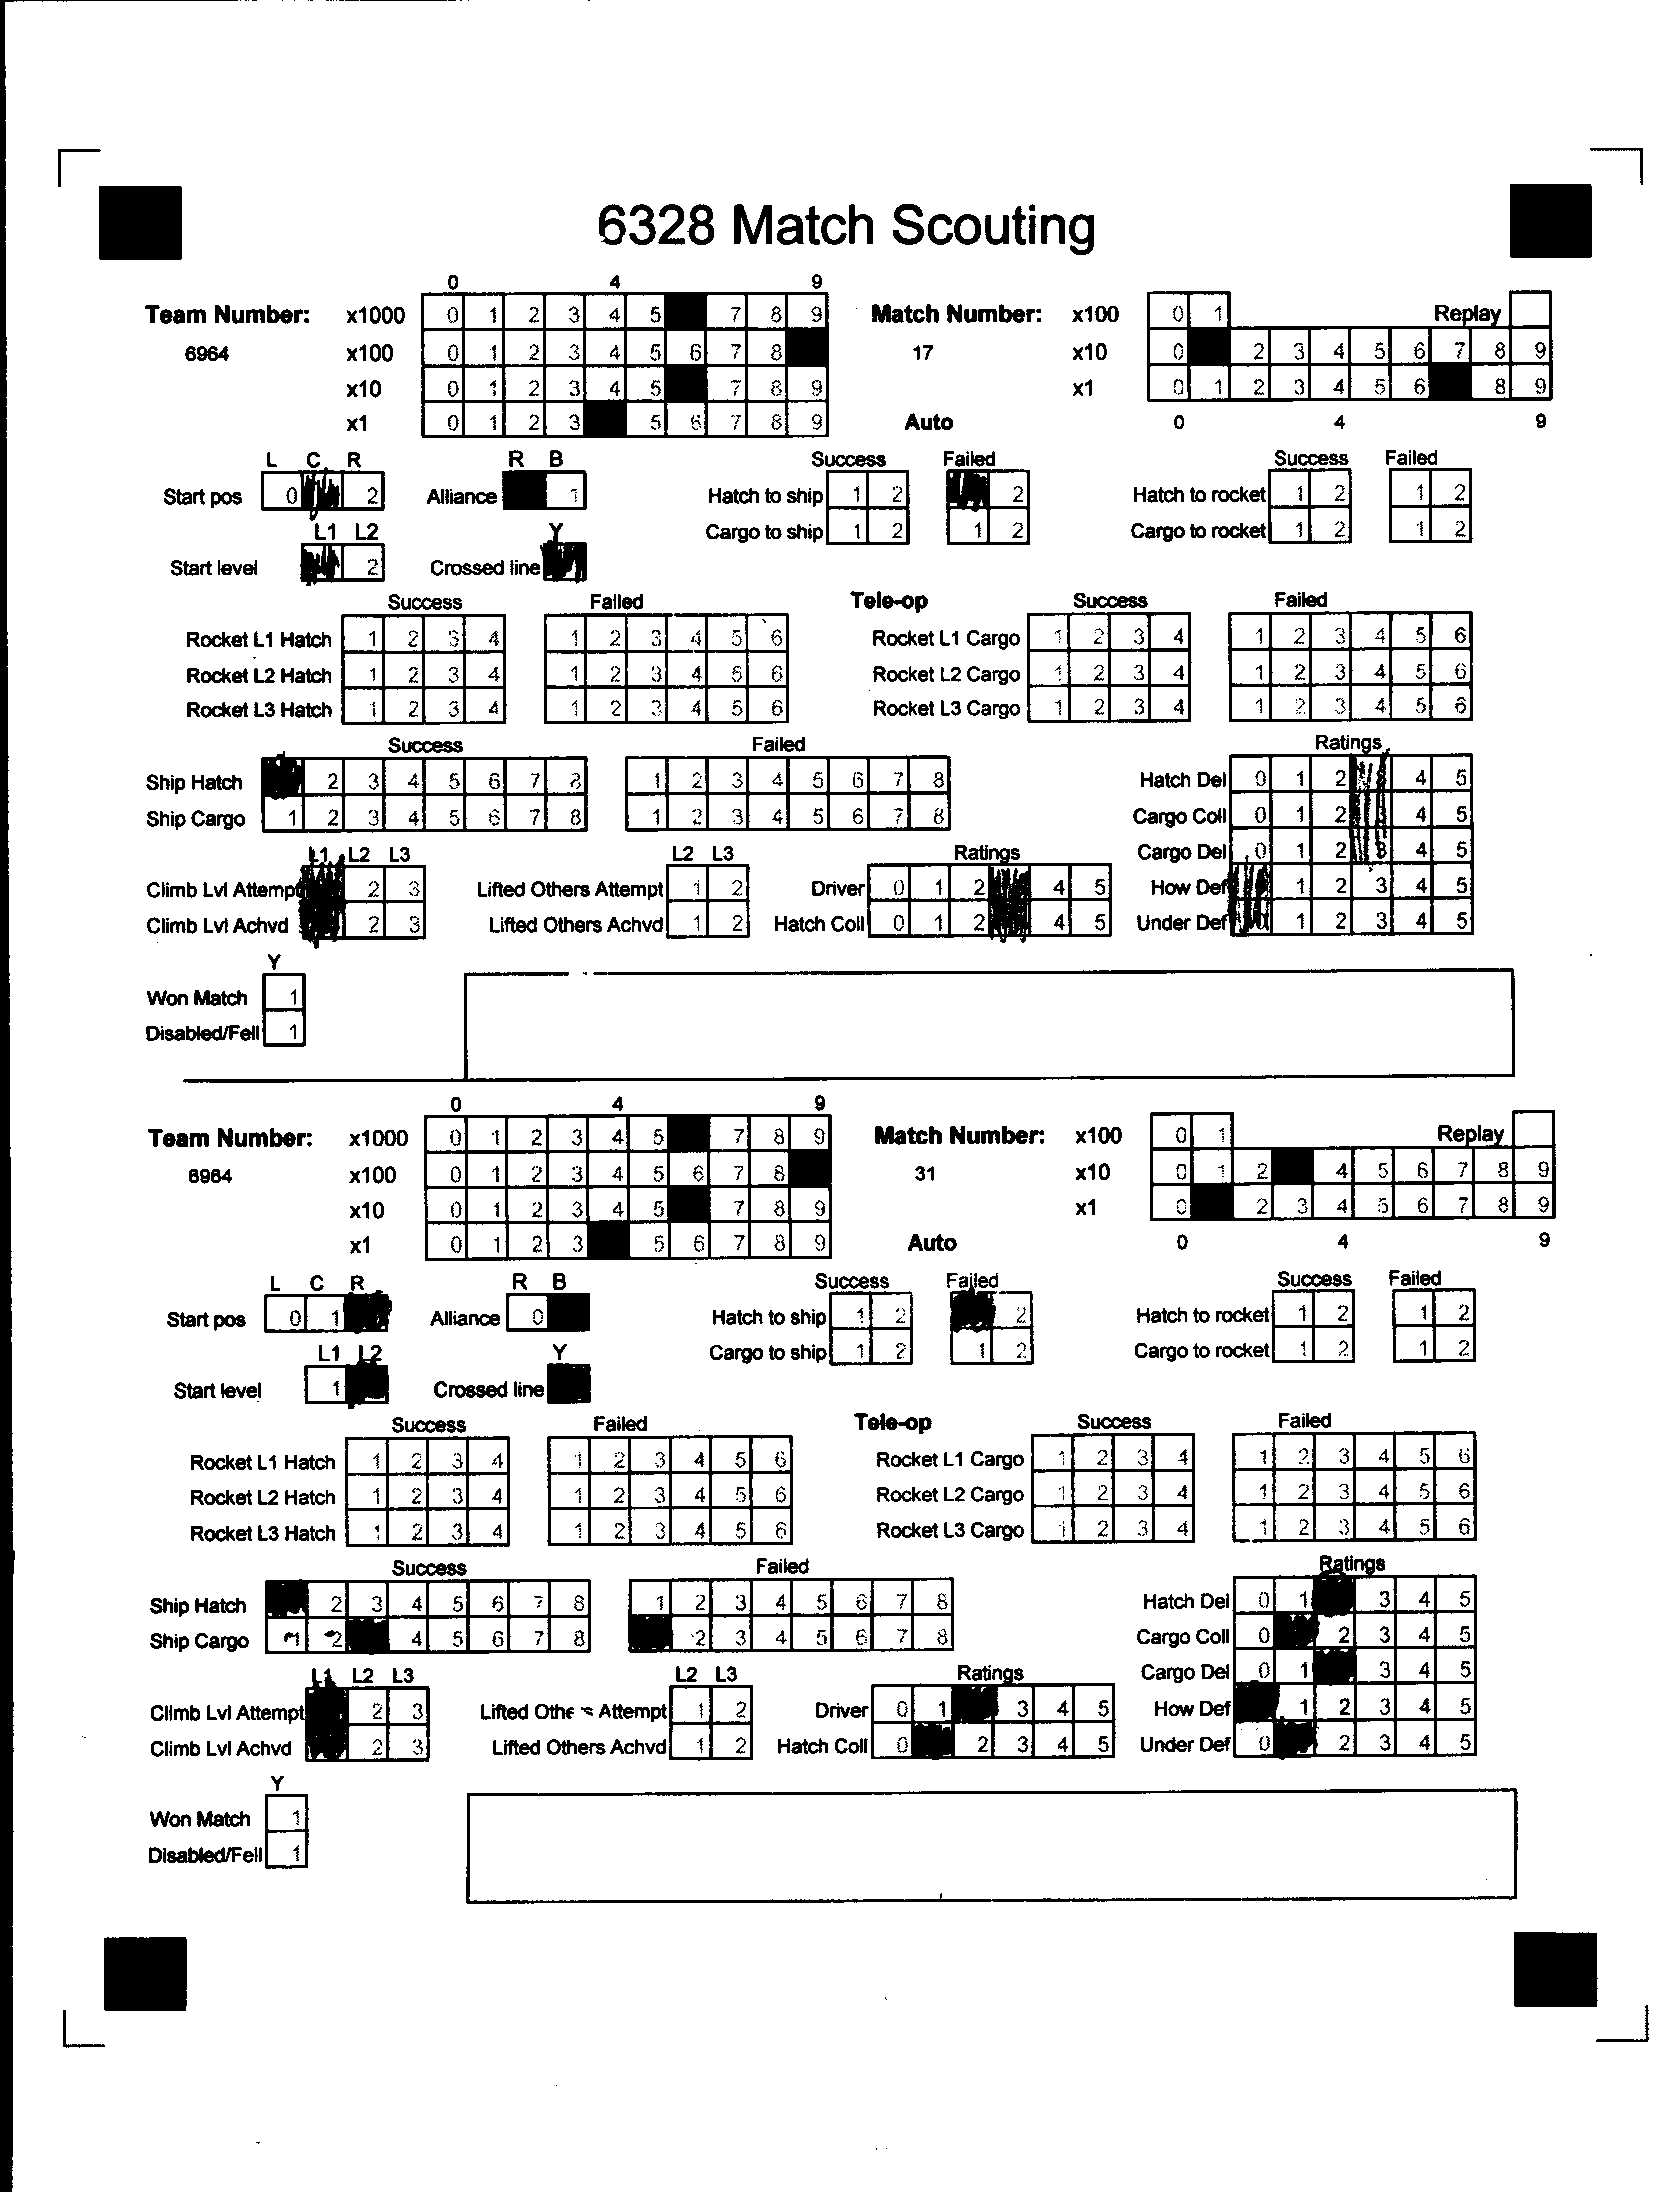 6328 Match Scouting
0 4 9
Team Number: x1000 0 1 2 3 4 5 7 8 9 Match Number: x100 0 1 Replay
6964 x100 0 1 2 3 4 5 6 7 8 17 x10 0 2 3 4 5 6 7 8 9
x10 0 1 2 3 4 5 7 8 9 x1 0 1 2 3 4 5 6 8 9
x1 0 1 2 3 5 6 7 8 9 Auto 0 4 9
L C R R B Success Failed Success Failed
Start pos 0 2 Alliance 1 Hatch to ship 1 2 2 Hatch to rocket 1 2 1 2
L1 L2 Y Cargo to ship 1 2 1 2 Cargo to rocket 1 2 1 2
Start level 2 Crossed line
Success Failed Tele-op Success Failed
Rocket L1 Hatch 1 2 3 4 1 2 3 4 5 6 Rocket L1 Cargo 1 2 3 4 1 2 3 4 5 6
Rocket L2 Hatch 1 2 3 4 1 2 3 4 5 6 Rocket L2 Cargo 1 2 3 4 1 2 3 4 5 6
Rocket L3 Hatch 1 2 3 4 1 2 3 4 5 6 Rocket L3 Cargo 1 2 3 4 1 2 3 4 5 6
Success Failed Ratings
Ship Hatch 2 3 4 5 6 7 8 1 2 3 4 5 6 7 8 Hatch Del 0 1 2 3 4 5
Ship Cargo 1 2 3 4 5 6 7 8 1 2 3 4 5 6 7 8 Cargo Coll 0 1 2 3 4 5
L1 L2 L3 L2 L3 Ratings Cargo Del 0 1 2 3 4 5
Climb Lvl Attempt 2 3 Lifted Others Attempt 1 2 Driver 0 1 2 4 5 How Def 1 2 3 4 5
Climb Lvl Achvd 2 3 Lifted Others Achvd 1 2 Hatch Coll 0 1 2 4 5 Under Def 0 1 2 3 4 5
Y
Won Match 1
Disabled/Fell 1
0 4 9
Team Number: x1000 0 1 2 3 4 5 7 8 9 Match Number: x100 0 1 Replay
6964 x100 0 1 2 3 4 5 6 7 8 31 x10 0 1 2 4 5 6 7 8 9
x10 0 1 2 3 4 5 7 8 9 x1 0 2 3 4 5 6 7 8 9
x1 0 1 2 3 5 6 7 8 9 Auto 0 4 9
L C R R B Success Failed Success Failed
Start pos 0 1 Alliance 0 Hatch to ship 1 2 2 Hatch to rocket 1 2 1 2
L1 L2 Y Cargo to ship 1 2 1 2 Cargo to rocket 1 2 1 2
Start level 1 Crossed line
Success Failed Tele-op Success Failed
Rocket L1 Hatch 1 2 3 4 1 2 3 4 5 6 Rocket L1 Cargo 1 2 3 4 1 2 3 4 5 6
Rocket L2 Hatch 1 2 3 4 1 2 3 4 5 6 Rocket L2 Cargo 1 2 3 4 1 2 3 4 5 6
Rocket L3 Hatch 1 2 3 4 1 2 3 4 5 6 Rocket L3 Cargo 1 2 3 4 1 2 3 4 5 6
Success Failed Ratings
Ship Hatch 2 3 4 5 6 7 8 1 2 3 4 5 6 7 8 Hatch Del 0 1 3 4 5
Ship Cargo 1 2 4 5 6 7 8 2 3 4 5 6 7 8 Cargo Coll 0 2 3 4 5
L1 L2 L3 L2 L3 Ratings Cargo Del 0 1 3 4 5
Climb Lvl Attempt 2 3 Lifted Others Attempt 1 2 Driver 0 1 3 4 5 How Def 1 2 3 4 5
Climb Lvl Achvd 2 3 Lifted Others Achvd 1 2 Hatch Coll 0 2 3 4 5 Under Def 0 2 3 4 5
Y
Won Match 1
Disabled/Fell 1